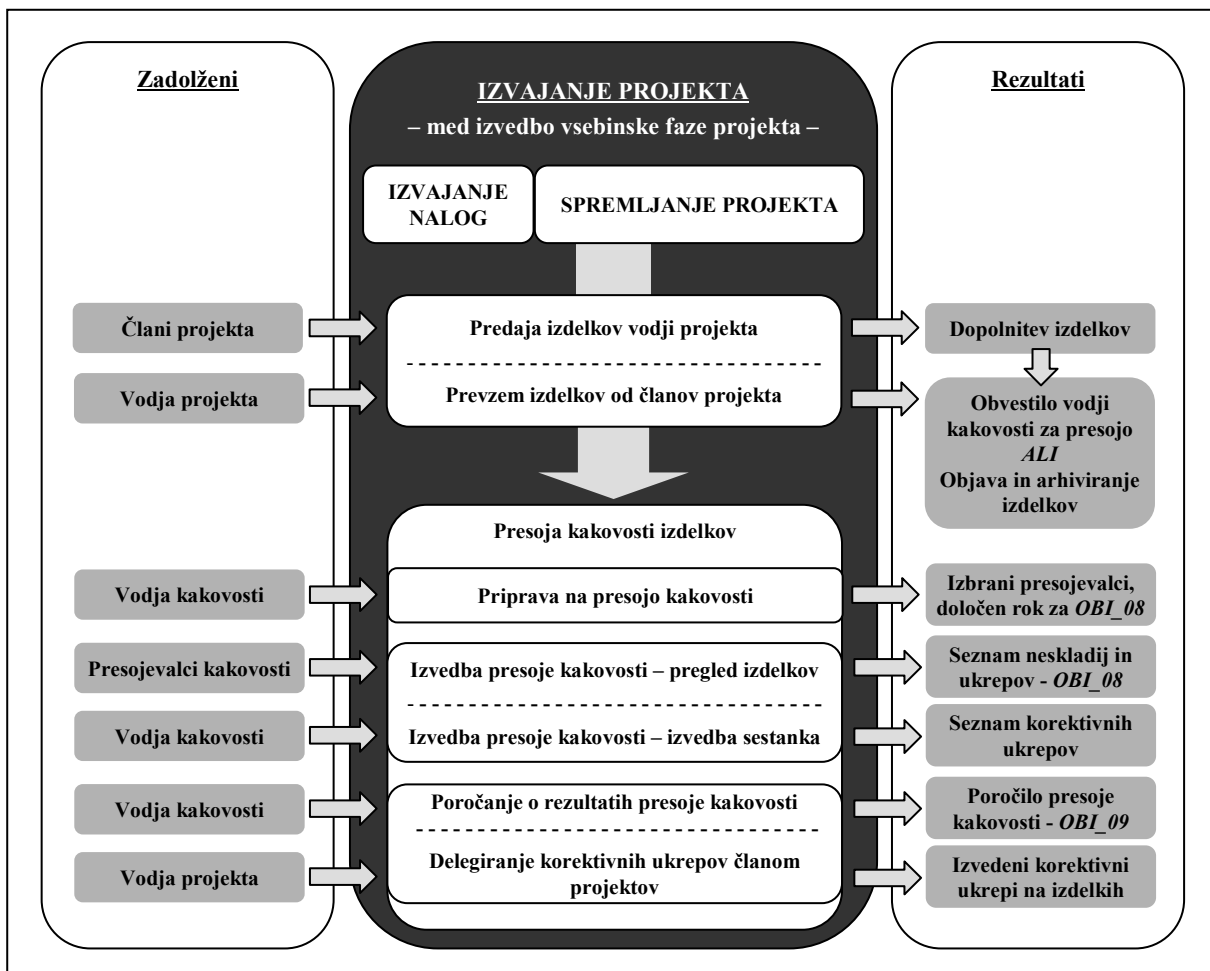 Zadolženi
IZVAJANJE PROJEKTA
– med izvedbo vsebinske faze projekta –
Rezultati
IZVAJANJE
NALOG
SPREMLJANJE PROJEKTA
Člani projekta
Predaja izdelkov vodji projekta
Dopolnitev izdelkov
Vodja projekta
Prevzem izdelkov od članov projekta
Obvestilo vodji
kakovosti za presojo
ALI
Objava in arhiviranje
izdelkov
Presoja kakovosti izdelkov
Vodja kakovosti
Priprava na presojo kakovosti
Izbrani presojevalci,
določen rok za OBI_08
Presojevalci kakovosti
Izvedba presoje kakovosti – pregled izdelkov
Seznam neskladij in
ukrepov - OBI_08
Vodja kakovosti
Izvedba presoje kakovosti – izvedba sestanka
Seznam korektivnih
ukrepov
Vodja kakovosti
Poročanje o rezultatih presoje kakovosti
Poročilo presoje
kakovosti - OBI_09
Vodja projekta
Delegiranje korektivnih ukrepov članom
projektov
Izvedeni korektivni
ukrepi na izdelkih